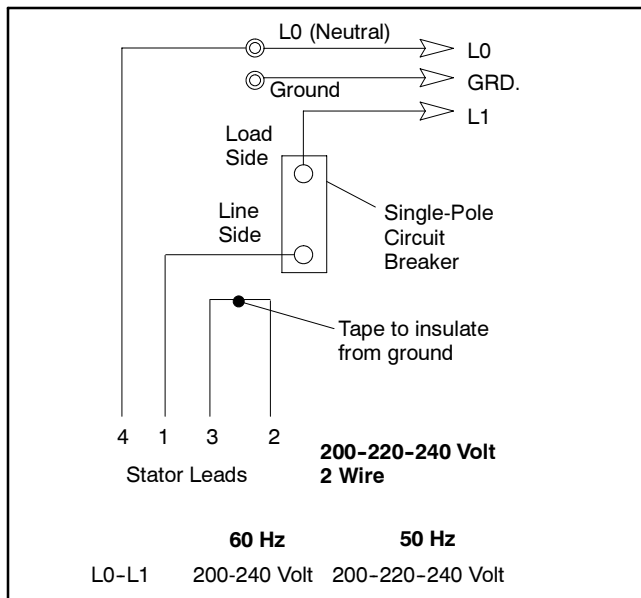 L0 (Neutral)
L0
GRD.
Ground
L1
Load
Side
Line
Side
Single-Pole
Circuit
Breaker
Tape to insulate
from ground
4 1 3 2
Stator Leads
200-220-240 Volt
2 Wire
60 Hz 50 Hz
L0-L1 200-240 Volt 200-220-240 Volt